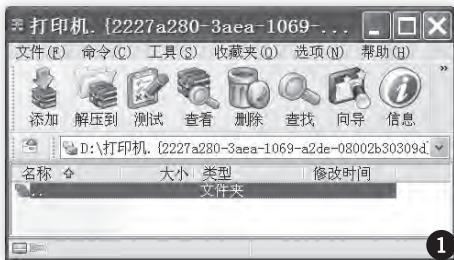 打印机. {2227a280-3aea-1069-...
文件(F) 命令(C) 工具(S) 收藏夹(O) 选项(N) 帮助(H)
添加 解压到 测试 查看 删除 查找 向导 信息 »
D:\打印机. {2227a280-3aea-1069-a2de-08002b30309d}
名称 大小 类型 修改时间
.. 文件夹
1